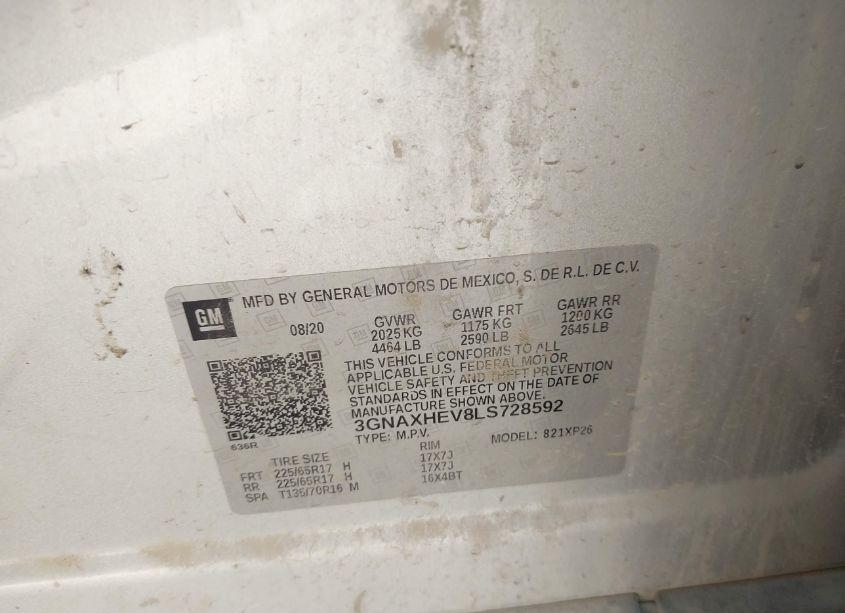 GM
MFD BY GENERAL MOTORS DE MEXICO, S. DE R.L. DE C.V.
08/20 GVWR GAWR FRT GAWR RR
2025 KG 1175 KG 1200 KG
4464 LB 2590 LB 2645 LB
THIS VEHICLE CONFORMS TO ALL
APPLICABLE U.S. FEDERAL MOTOR
VEHICLE SAFETY AND THEFT PREVENTION
STANDARDS IN EFFECT ON THE DATE OF
MANUFACTURE SHOWN ABOVE.
3GNAXHEV8LS728592
TYPE: M.P.V. MODEL: 821XP26
636R
TIRE SIZE RIM
FRT 225/65R17 H 17X7J
RR 225/65R17 H 17X7J
SPA T135/70R16 M 16X4BT